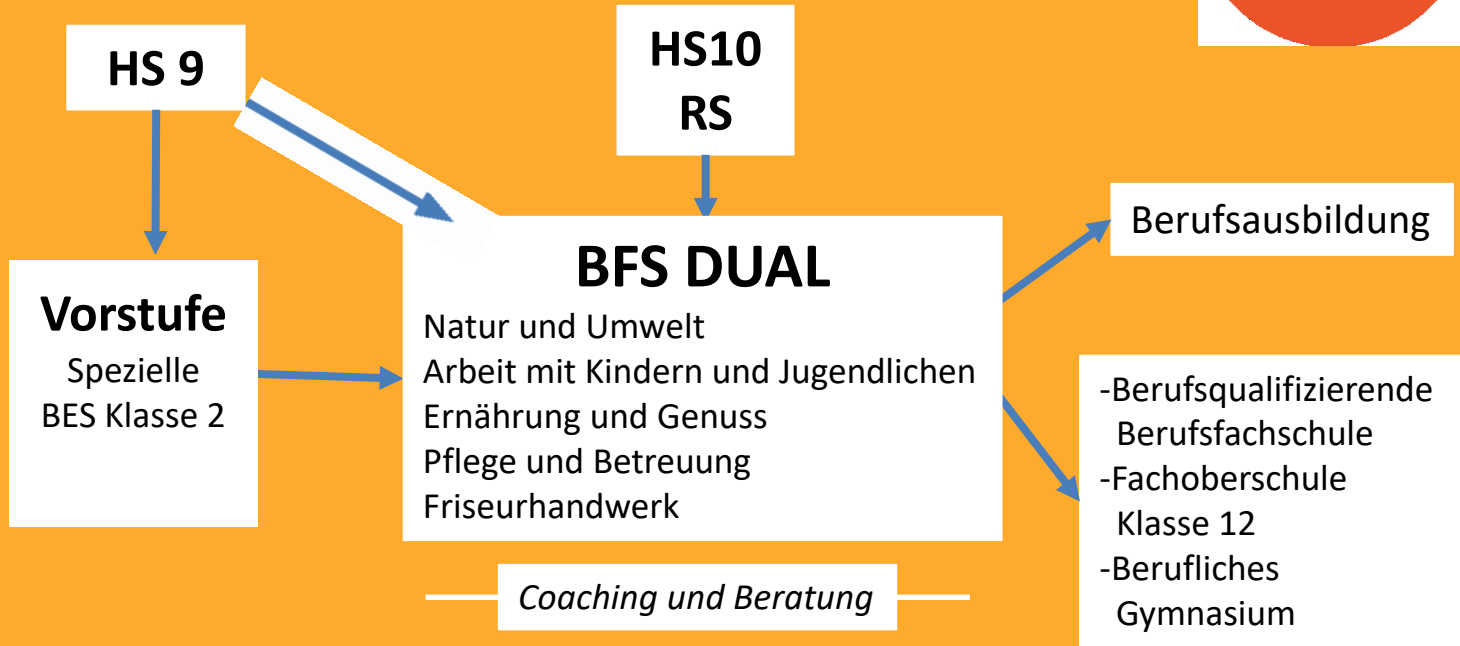 HS 9
HS10
RS
Vorstufe
Spezielle
BES Klasse 2
BFS DUAL
Natur und Umwelt
Arbeit mit Kindern und Jugendlichen
Ernährung und Genuss
Pflege und Betreuung
Friseurhandwerk
Coaching und Beratung
Berufsausbildung
-Berufsqualifizierende
Berufsfachschule
-Fachoberschule
Klasse 12
-Berufliches
Gymnasium